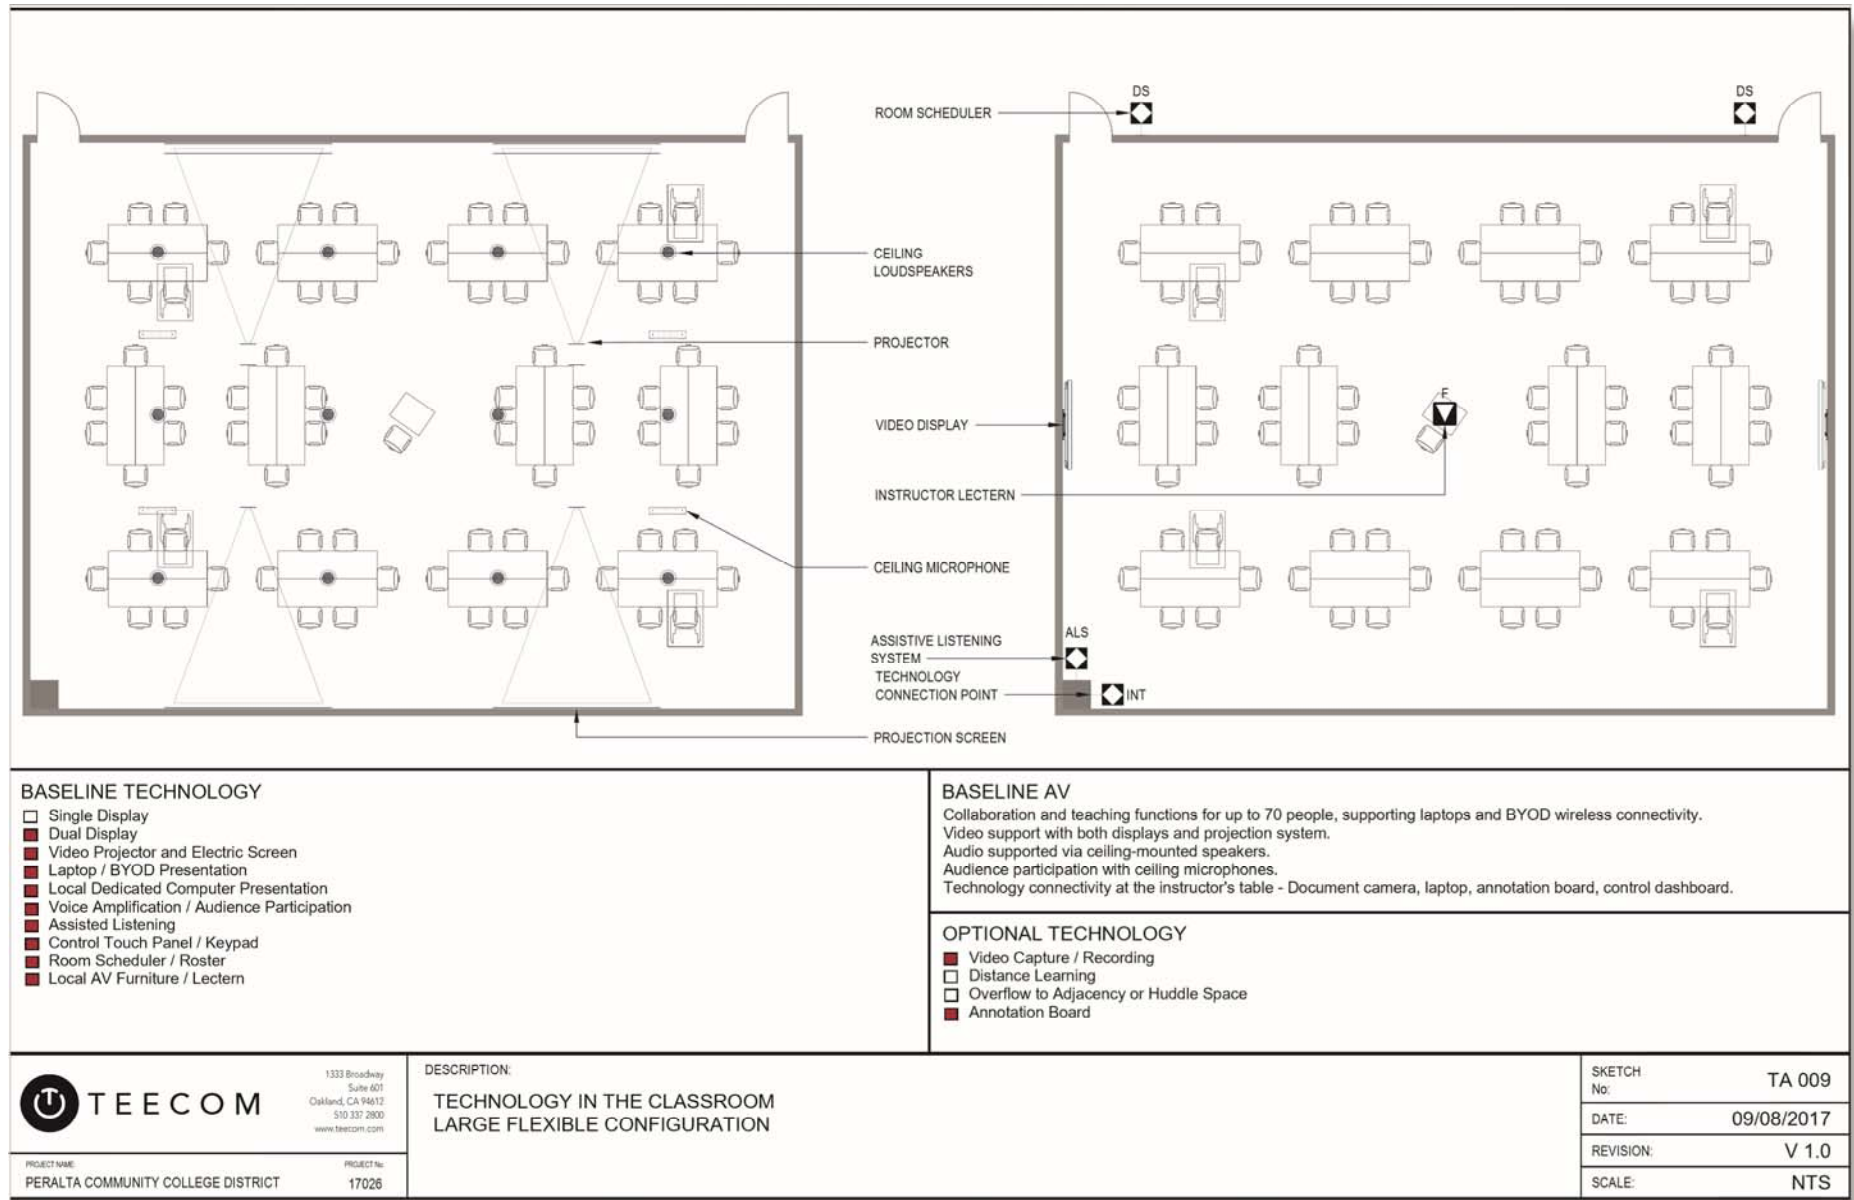 DS
DS
ROOM SCHEDULER
CEILING
LOUDSPEAKERS
PROJECTOR
F
VIDEO DISPLAY
INSTRUCTOR LECTERN
CEILING MICROPHONE
ALS
ASSISTIVE LISTENING
SYSTEM
TECHNOLOGY
CONNECTION POINT
INT
PROJECTION SCREEN
BASELINE TECHNOLOGY
Single Display
Dual Display
Video Projector and Electric Screen
Laptop / BYOD Presentation
Local Dedicated Computer Presentation
Voice Amplification / Audience Participation
Assisted Listening
Control Touch Panel / Keypad
Room Scheduler / Roster
Local AV Furniture / Lectern
BASELINE AV
Collaboration and teaching functions for up to 70 people, supporting laptops and BYOD wireless connectivity.
Video support with both displays and projection system.
Audio supported via ceiling-mounted speakers.
Audience participation with ceiling microphones.
Technology connectivity at the instructor's table - Document camera, laptop, annotation board, control dashboard.
OPTIONAL TECHNOLOGY
Video Capture / Recording
Distance Learning
Overflow to Adjacency or Huddle Space
Annotation Board
TEECOM
1333 Broadway
Suite 601
Oakland, CA 94612
510 337 2800
www.teecom.com
PROJECT NAME:
PERALTA COMMUNITY COLLEGE DISTRICT
PROJECT No:
17026
DESCRIPTION:
TECHNOLOGY IN THE CLASSROOM
LARGE FLEXIBLE CONFIGURATION
SKETCH
No:
TA 009
DATE:
09/08/2017
REVISION:
V 1.0
SCALE:
NTS